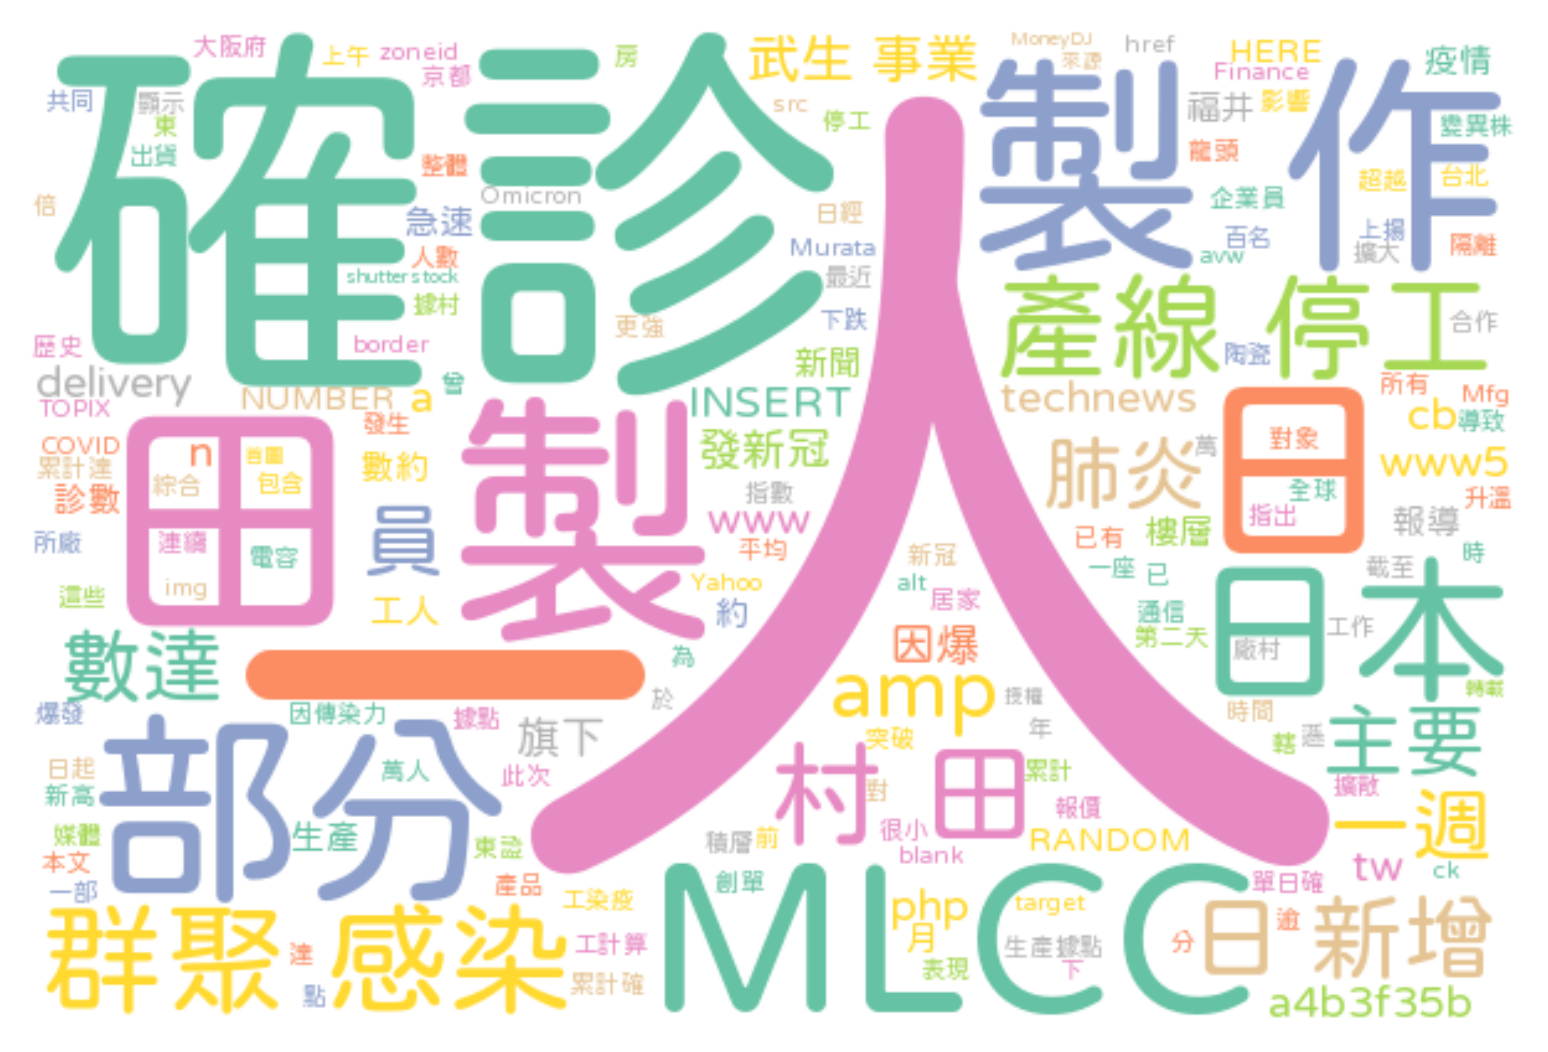 大阪府 上午 zoneid 房 武生 事業 MoneyDJ href HERE 疫情
共同 顯示 京都 來源 Finance
確診 製作
東 src 停工 福井 影響 變異株
出貨 整體 龍頭
倍 Omicron 超越 台北
急速 日經 企業員
人數 Murata 百名 上揚 隔離
shutterstock 最近 avw 擴大
據村 更強 下跌 產線 停工 合作
歷史 border 新聞 陶瓷
delivery NUMBER a 曾 INSERT technews 所有 Mfg
TOPIX 發生 cb 導致
人
COVID n 首圖 數約 發新冠 肺炎 萬 日 對象 www5
累計達 綜合 包含 指數 全球 升溫
診數 田 製 www 指出 報導
所廠 連續 電容 員 平均 新冠 已有 樓層 時
這些 img 工人 Yahoo alt 一座 已 截至
約 居家 通信 日本
數達 一 為 因爆 第二天 廠村 工作
於 amp 授權 轉載
爆發 因傳染力 據點 旗下 年 時間
突破 轄 主要
日起 部分 萬人 此次 村田 累計
新高 對 報價 擴散
媒體 生產 東證 積層 前 很小 RANDOM 一週
本文 blank tw
一部 產品 MLCC 創單 單日確 ck
群聚 感染 工染疫 php target 日 新增
達 工計算 月 生產據點 分 逾
點 累計確 表現 下 a4b3f35b